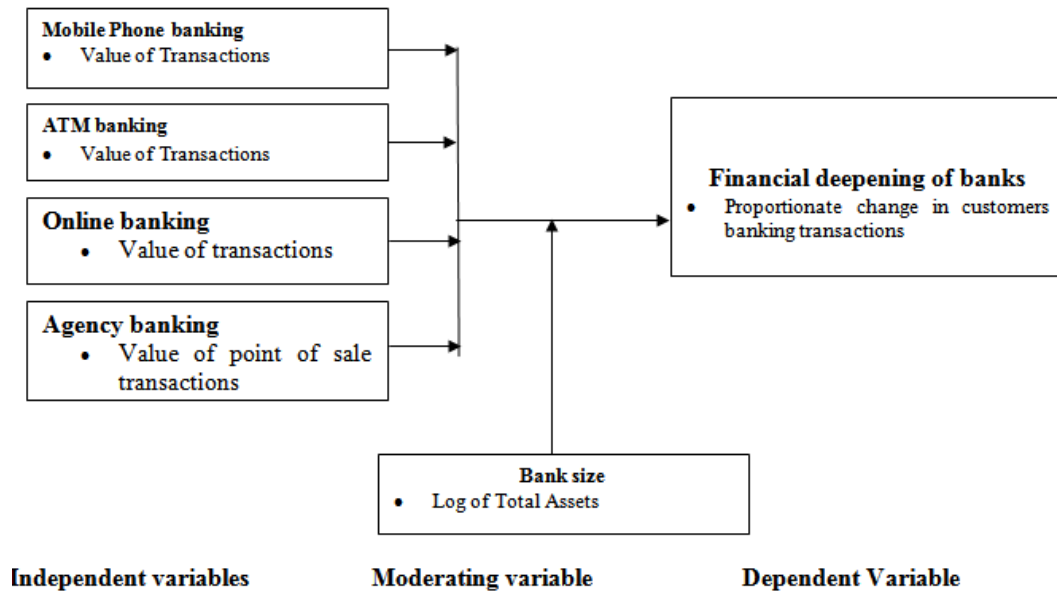 Mobile Phone banking
• Value of Transactions
ATM banking
• Value of Transactions
Online banking
• Value of transactions
Agency banking
• Value of point of sale
transactions
Financial deepening of banks
• Proportionate change in customers
banking transactions
Bank size
• Log of Total Assets
Independent variables Moderating variable Dependent Variable